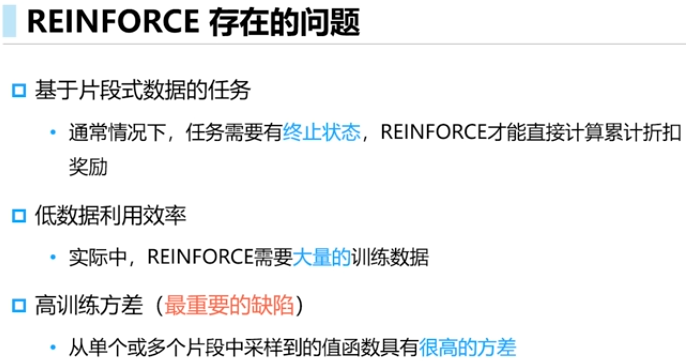 REINFORCE 存在的问题
基于片段式数据的任务
• 通常情况下，任务需要有终止状态，REINFORCE才能直接计算累计折扣
奖励
低数据利用效率
• 实际中，REINFORCE需要大量的训练数据
高训练方差（最重要的缺陷）
• 从单个或多个片段中采样到的值函数具有很高的方差